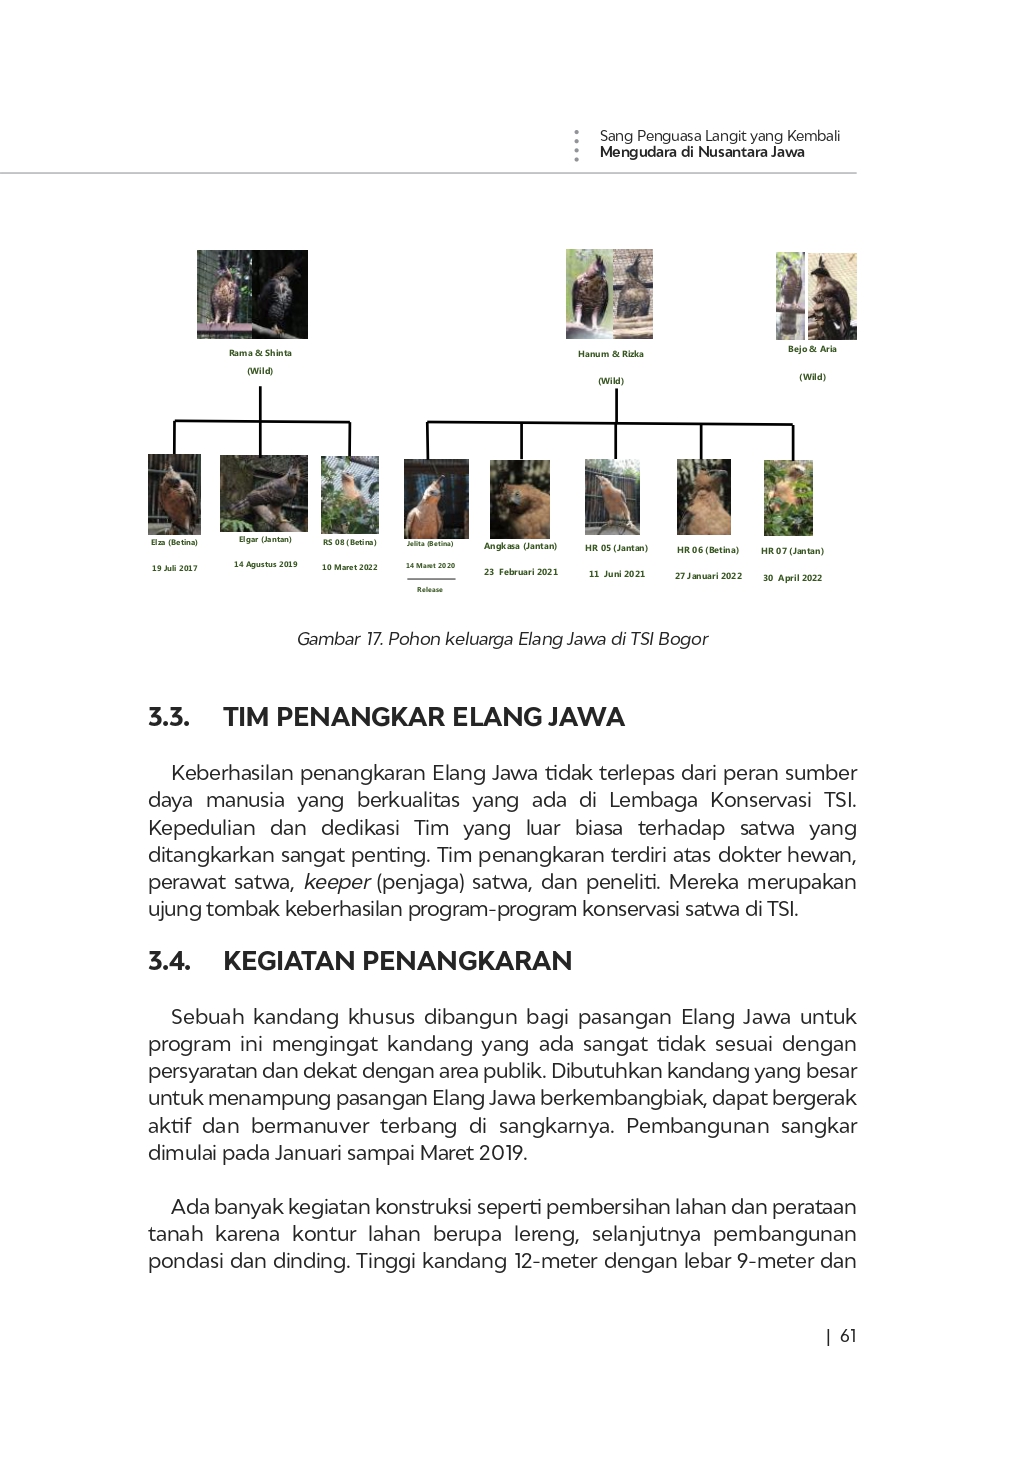 Sang Penguasa Langit yang Kembali
Mengudara di Nusantara Jawa
Rama & Shinta
(Wild)
Hanum & Rizka
(Wild)
Bejo & Aria
(Wild)
Elza (Betina)
19 Juli 2017
Elgar (Jantan)
14 Agustus 2019
RS 08 (Betina)
10 Maret 2022
Jelita (Betina)
14 Maret 2020
Release
Angkasa (Jantan)
23 Februari 2021
HR 05 (Jantan)
11 Juni 2021
HR 06 (Betina)
27 Januari 2022
HR 07 (Jantan)
30 April 2022
Gambar 17. Pohon keluarga Elang Jawa di TSI Bogor
3.3. TIM PENANGKAR ELANG JAWA
Keberhasilan penangkaran Elang Jawa tidak terlepas dari peran sumber
daya manusia yang berkualitas yang ada di Lembaga Konservasi TSI.
Kepedulian dan dedikasi Tim yang luar biasa terhadap satwa yang
ditangkarkan sangat penting. Tim penangkaran terdiri atas dokter hewan,
perawat satwa, keeper (penjaga) satwa, dan peneliti. Mereka merupakan
ujung tombak keberhasilan program-program konservasi satwa di TSI.
3.4. KEGIATAN PENANGKARAN
Sebuah kandang khusus dibangun bagi pasangan Elang Jawa untuk
program ini mengingat kandang yang ada sangat tidak sesuai dengan
persyaratan dan dekat dengan area publik. Dibutuhkan kandang yang besar
untuk menampung pasangan Elang Jawa berkembangbiak, dapat bergerak
aktif dan bermanuver terbang di sangkarnya. Pembangunan sangkar
dimulai pada Januari sampai Maret 2019.
Ada banyak kegiatan konstruksi seperti pembersihan lahan dan perataan
tanah karena kontur lahan berupa lereng, selanjutnya pembangunan
pondasi dan dinding. Tinggi kandang 12-meter dengan lebar 9-meter dan
| 61